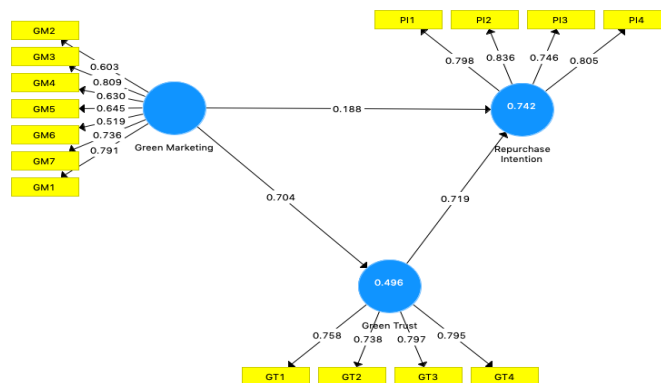 PI1 PI2 PI3 PI4
GM2
GM3
GM4
GM5
GM6
GM7
GM1
0.603
0.809
0.630
0.645
0.519
0.736
0.791
Green Marketing
0.798 0.836 0.746 0.805
0.188
0.742
Repurchase
Intention
0.704
0.719
0.496
Green Trust
0.758 0.738 0.797 0.795
GT1 GT2 GT3 GT4